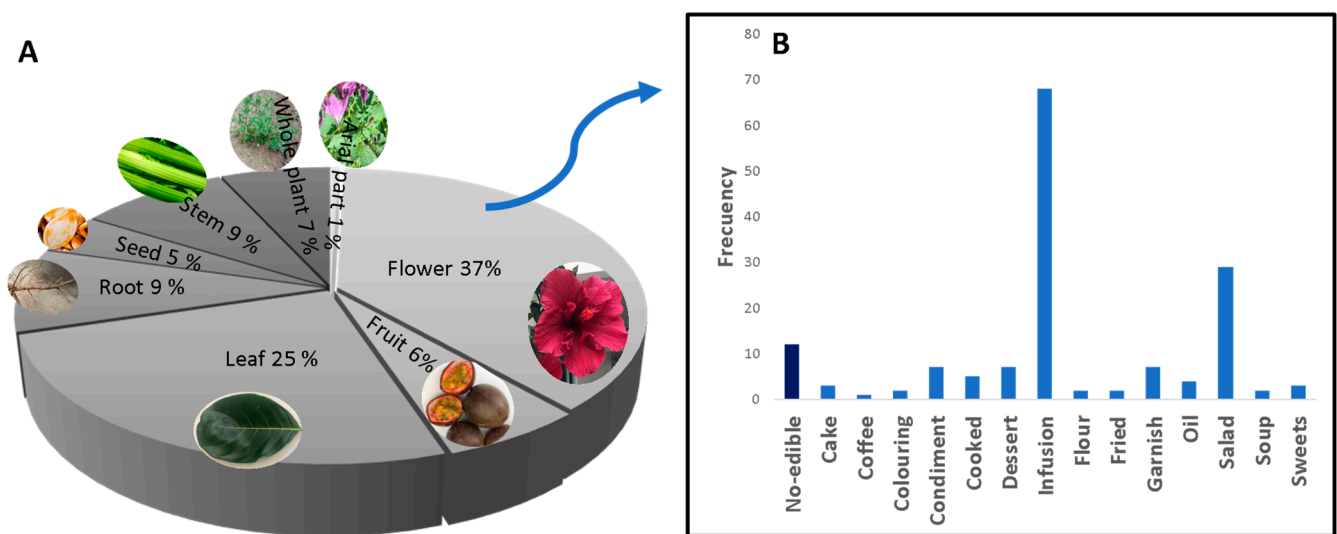 A
Whole plant 7 %
Arial part 1 %
Stem 9 %
Seed 5 %
Root 9 %
Flower 37%
Fruit 6%
Leaf 25 %
B
Frecuency
80
70
60
50
40
30
20
10
0
No-edible
Cake
Coffee
Colouring
Condiment
Cooked
Dessert
Infusion
Flour
Fried
Garnish
Oil
Salad
Soup
Sweets